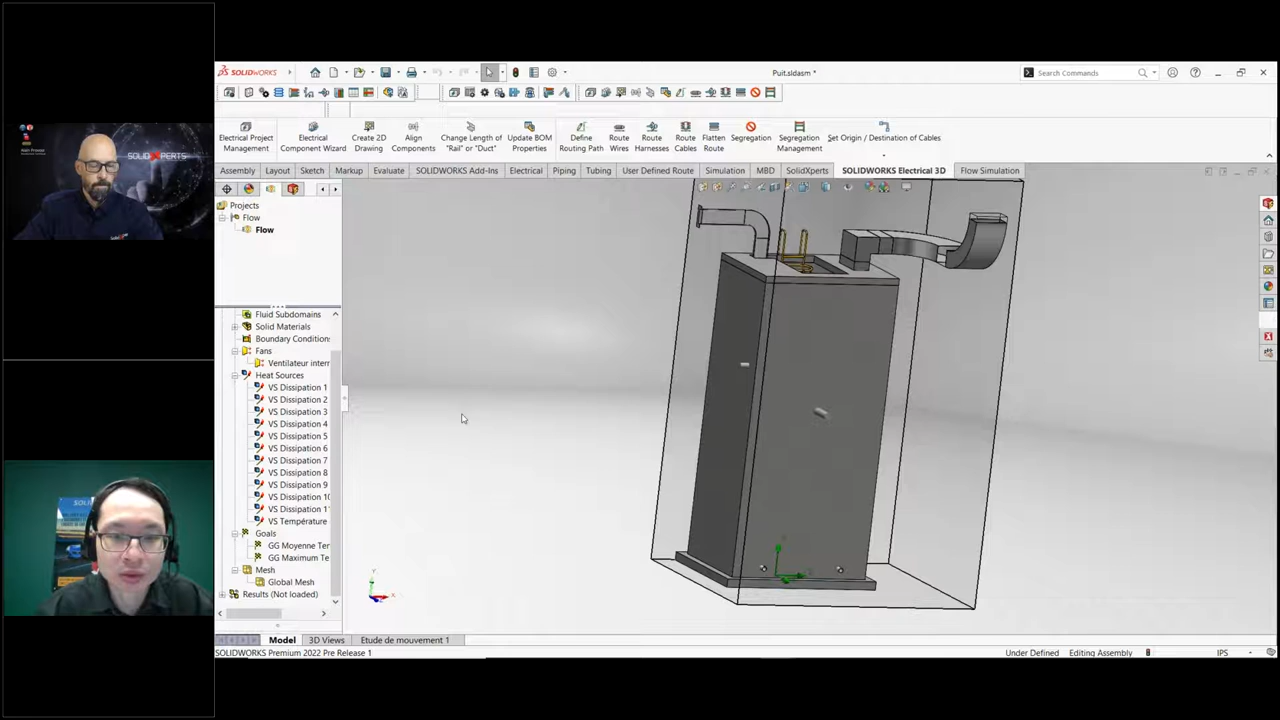 SOLIDWORKS
Puit.sldasm *
Search Commands
Electrical Project Management
Electrical Component Wizard
Create 2D Drawing
Align Components
Change Length of "Rail" or "Duct"
Update BOM Properties
Define Routing Path
Route Wires
Route Harnesses
Route Cables
Flatten Route
Segregation
Segregation Management
Set Origin / Destination of Cables
Assembly
Layout
Sketch
Markup
Evaluate
SOLIDWORKS Add-Ins
Electrical
Piping
Tubing
User Defined Route
Simulation
MBD
SolidXperts
SOLIDWORKS Electrical 3D
Flow Simulation
Projects
Flow
Flow
Fluid Subdomains
Solid Materials
Boundary Condition
Fans
Ventilateur interr
Heat Sources
VS Dissipation 1
VS Dissipation 2
VS Dissipation 3
VS Dissipation 4
VS Dissipation 5
VS Dissipation 6
VS Dissipation 7
VS Dissipation 8
VS Dissipation 9
VS Dissipation 10
VS Dissipation 1
VS Température
Goals
GG Moyenne Ter
GG Maximum Te
Mesh
Global Mesh
Results (Not loaded)
Model
3D Views
Etude de mouvement 1
SOLIDWORKS Premium 2022 Pre Release 1
Under Defined
Editing Assembly
IPS
SOLIDXPERTS